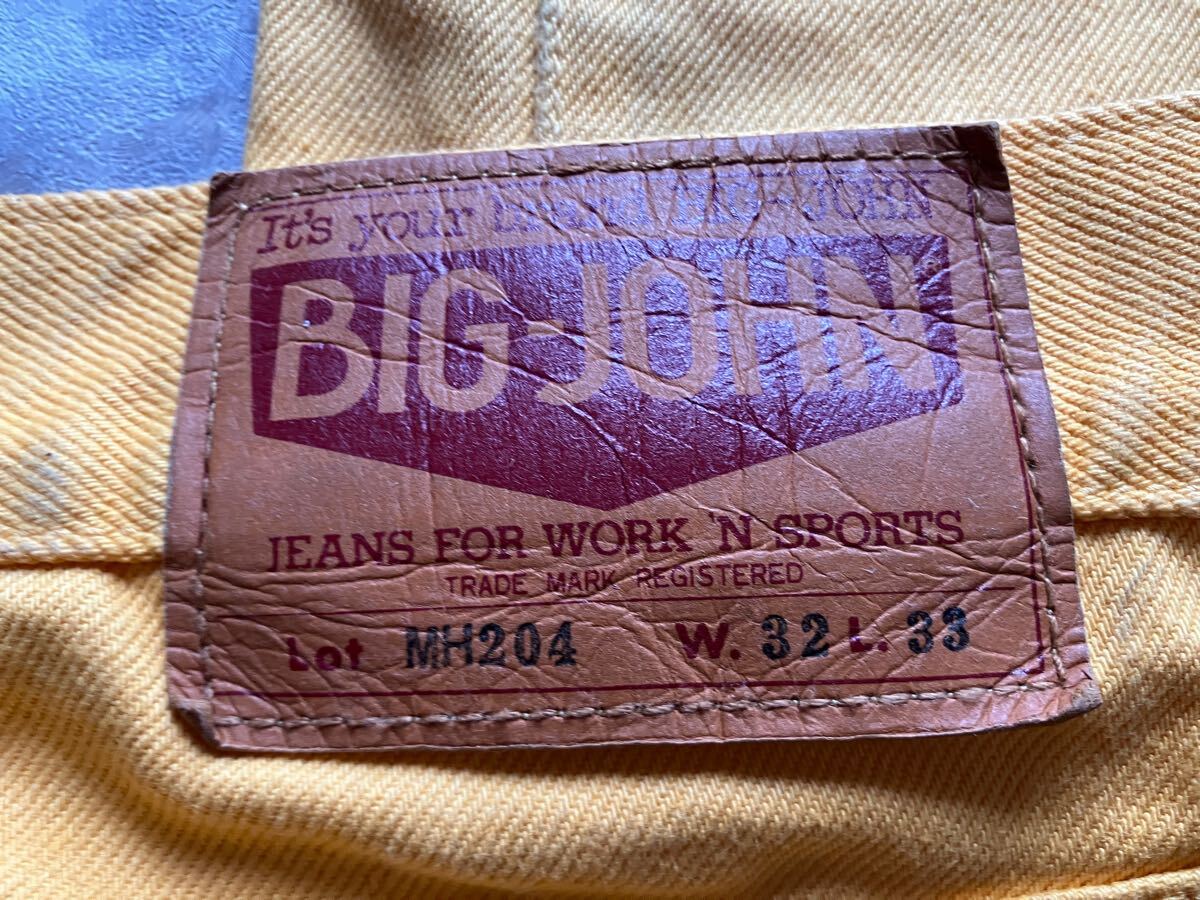 It's your brand BIG-JOHN
BIG-JOHN
JEANS FOR WORK 'N SPORTS
TRADE MARK REGISTERED
Lot MH204 W. 32 L. 33